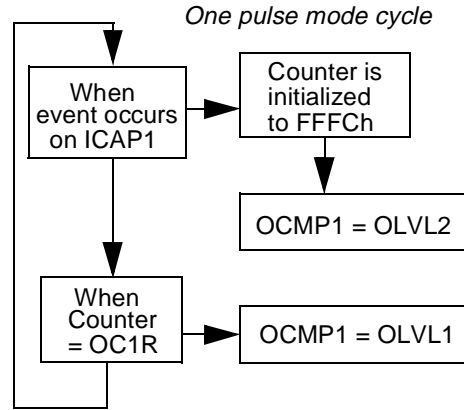 One pulse mode cycle
When
event occurs
on ICAP1
Counter is
initialized
to FFFCh
OCMP1 = OLVL2
When
Counter
= OC1R
OCMP1 = OLVL1